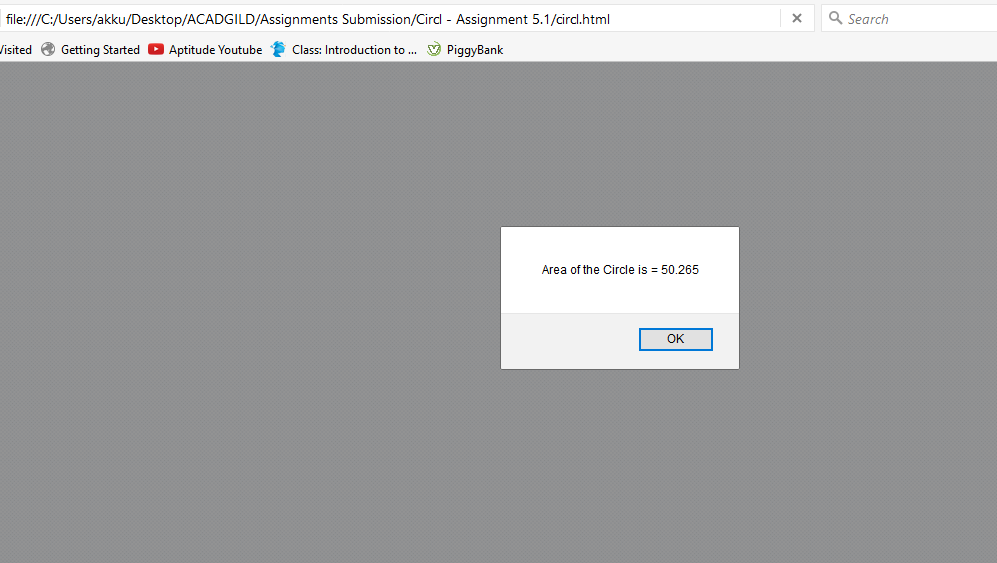 file:///C:/Users/akku/Desktop/ACADGILD/Assignments Submission/Circl - Assignment 5.1/circl.html Search
Visited Getting Started Aptitude Youtube Class: Introduction to ... PiggyBank
Area of the Circle is = 50.265
OK